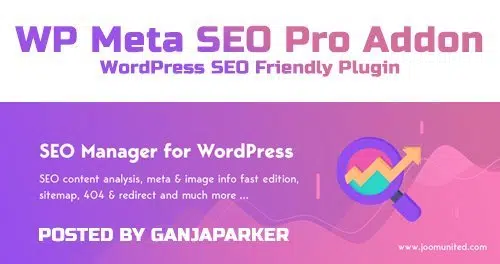 WP Meta SEO Pro Addon
WordPress SEO Friendly Plugin
SEO Manager for WordPress
SEO content analysis, meta & image info fast edition,
sitemap, 404 & redirect and much more ...
POSTED BY GANJAPARKER
www.joomunited.com